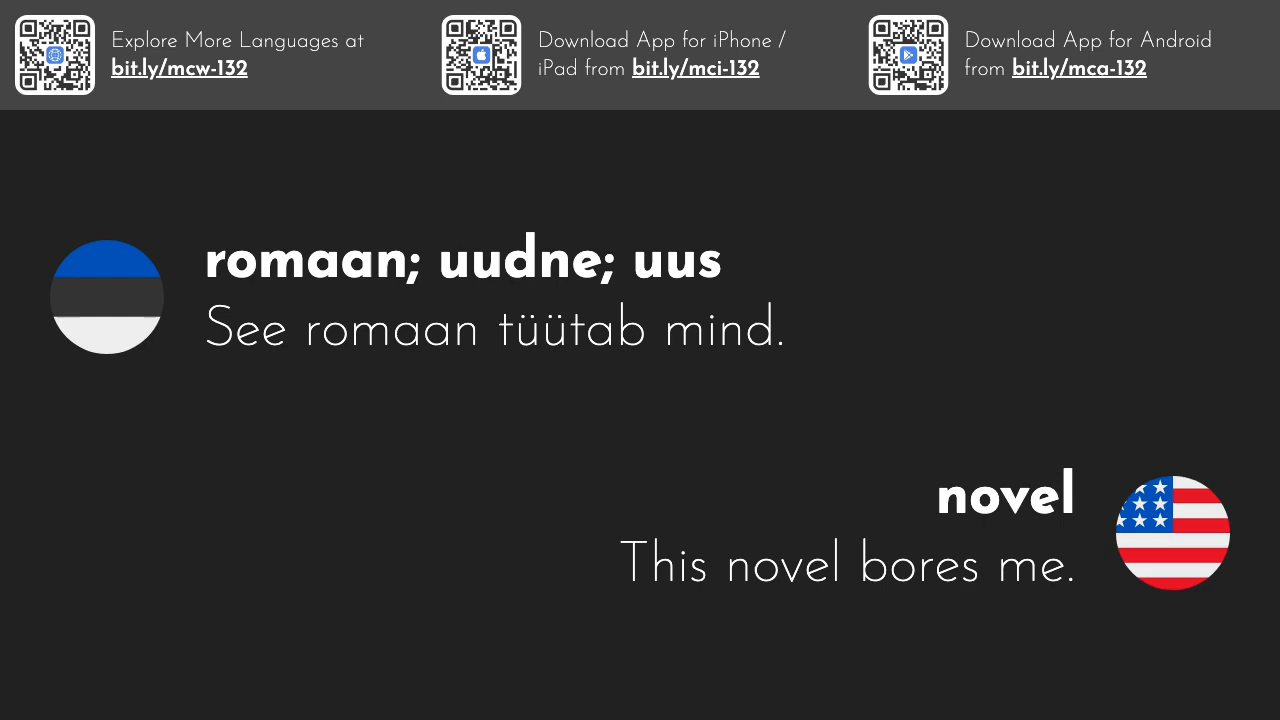 Explore More Languages at
bit.ly/mcw-132
Download App for iPhone /
iPad from bit.ly/mci-132
Download App for Android
from bit.ly/mca-132
romaan; uudne; uus
See romaan tüütab mind.
novel
This novel bores me.